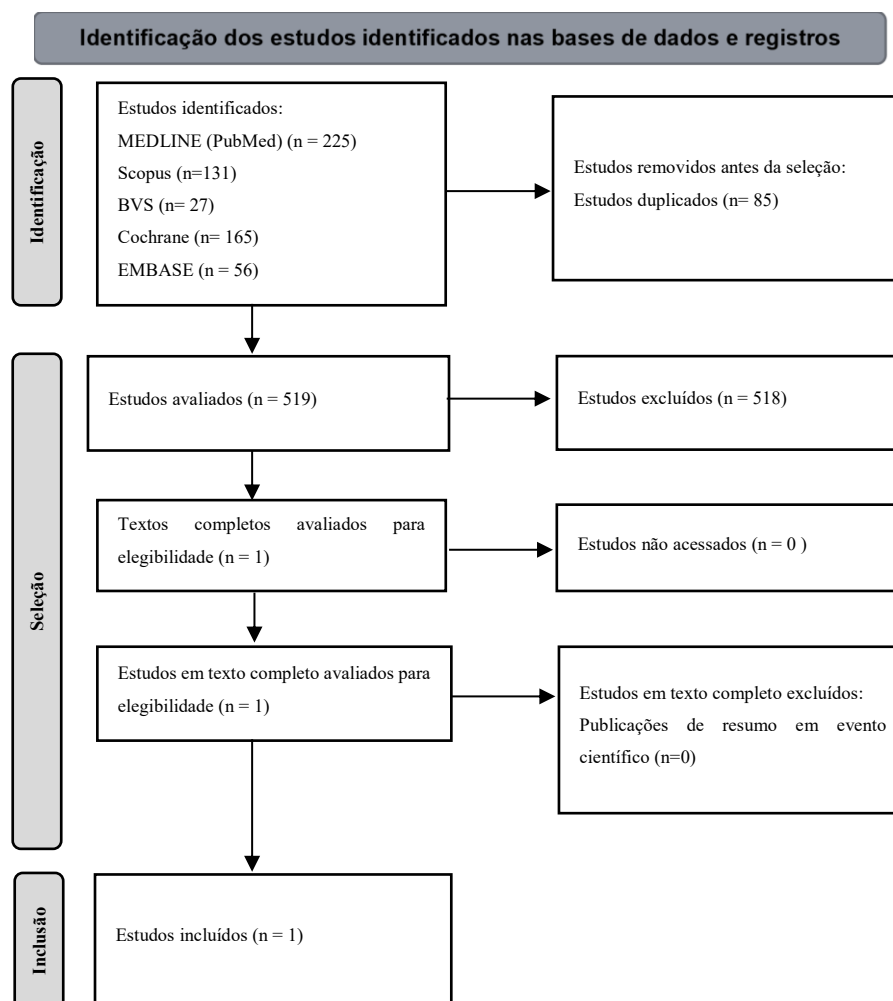 Identificação dos estudos identificados nas bases de dados e registros
Identificação
Estudos identificados:
MEDLINE (PubMed) (n = 225)
Scopus (n=131)
BVS (n= 27)
Cochrane (n= 165)
EMBASE (n = 56)
Estudos removidos antes da seleção:
Estudos duplicados (n= 85)
Seleção
Estudos avaliados (n = 519)
Estudos excluídos (n = 518)
Textos completos avaliados para
elegibilidade (n = 1)
Estudos não acessados (n = 0 )
Estudos em texto completo avaliados para
elegibilidade (n = 1)
Estudos em texto completo excluídos:
Publicações de resumo em evento
científico (n=0)
Inclusão
Estudos incluídos (n = 1)